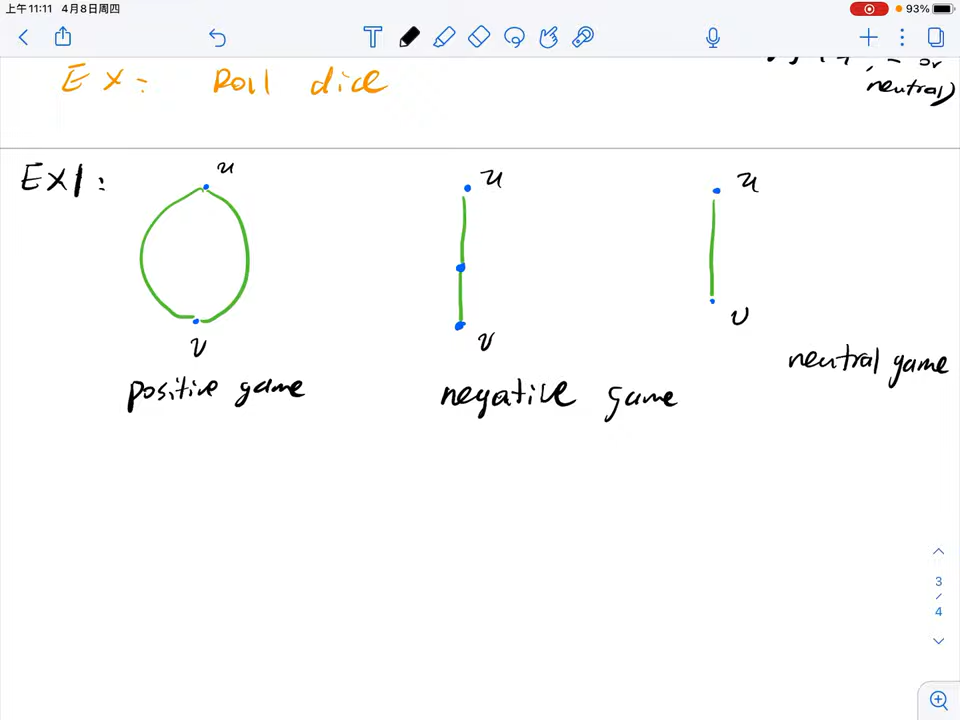 上午11:11 4月8日周四
93%
T
or
neutral)
EX: Roll dice
EX1:
u
u
u
v
v
v
positive game
negative game
neutral game
3
/
4